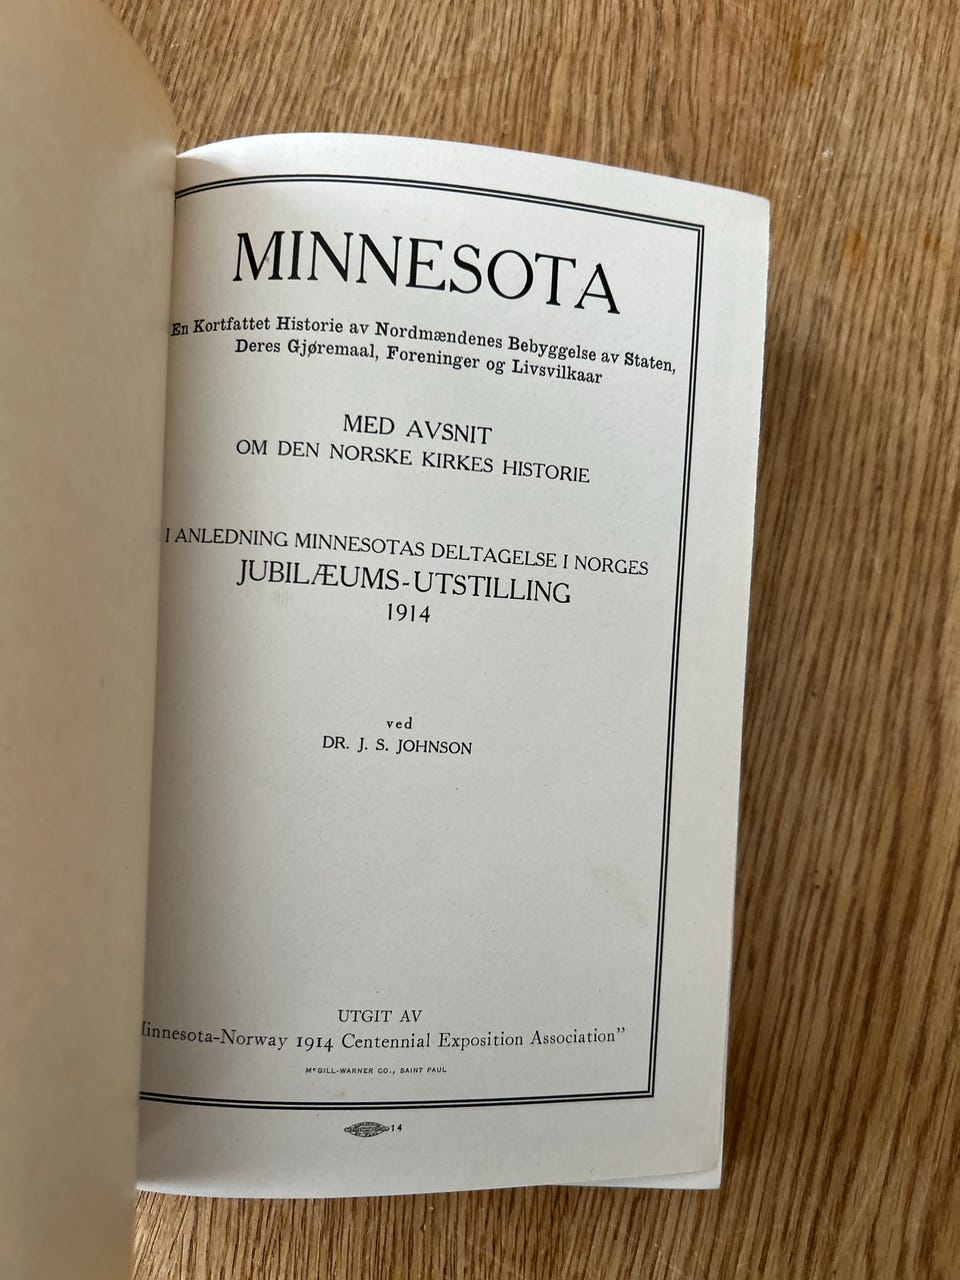 MINNESOTA
En Kortfattet Historie av Nordmændenes Bebyggelse av Staten,
Deres Gjøremaal, Foreninger og Livsvilkaar
MED AVSNIT
OM DEN NORSKE KIRKES HISTORIE
I ANLEDNING MINNESOTAS DELTAGELSE I NORGES
JUBILÆUMS-UTSTILLING
1914
ved
DR. J. S. JOHNSON
UTGIT AV
innesota-Norway 1914 Centennial Exposition Association”
McGILL-WARNER CO., SAINT PAUL
14